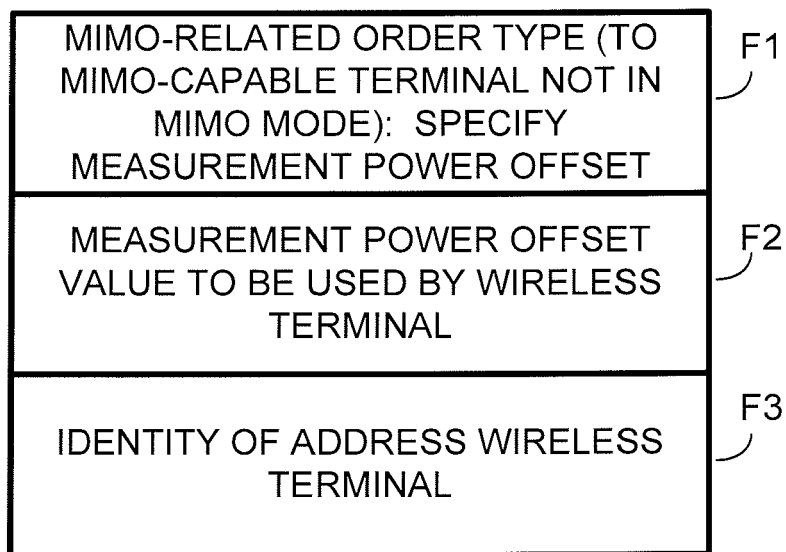 MIMO-RELATED ORDER TYPE (TO
MIMO-CAPABLE TERMINAL NOT IN
MIMO MODE): SPECIFY
MEASUREMENT POWER OFFSET
F1
MEASUREMENT POWER OFFSET
VALUE TO BE USED BY WIRELESS
TERMINAL
F2
IDENTITY OF ADDRESS WIRELESS
TERMINAL
F3